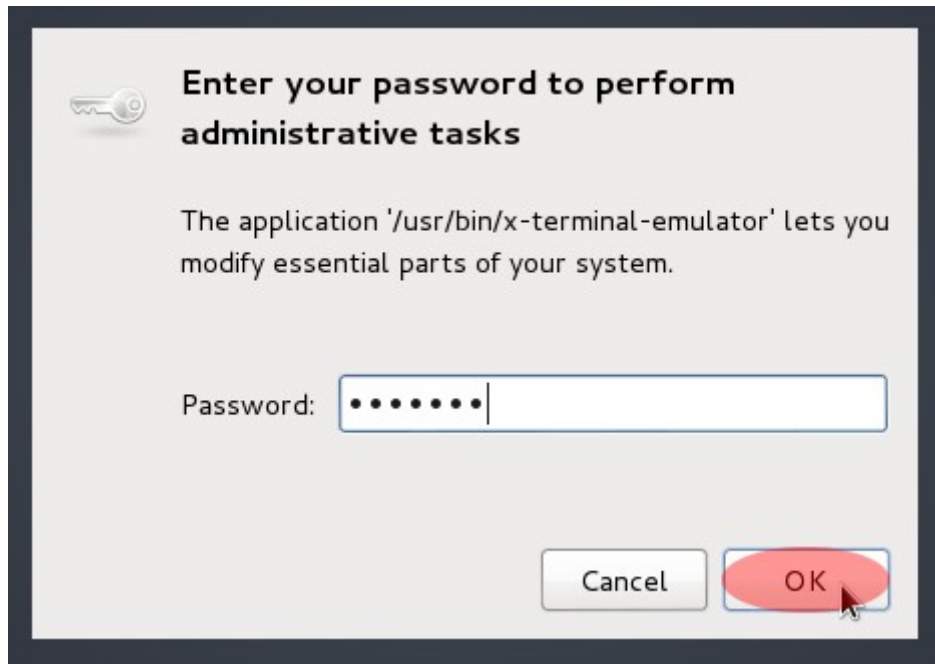 Enter your password to perform
administrative tasks
The application '/usr/bin/x-terminal-emulator' lets you
modify essential parts of your system.
Password: •••••••
Cancel OK